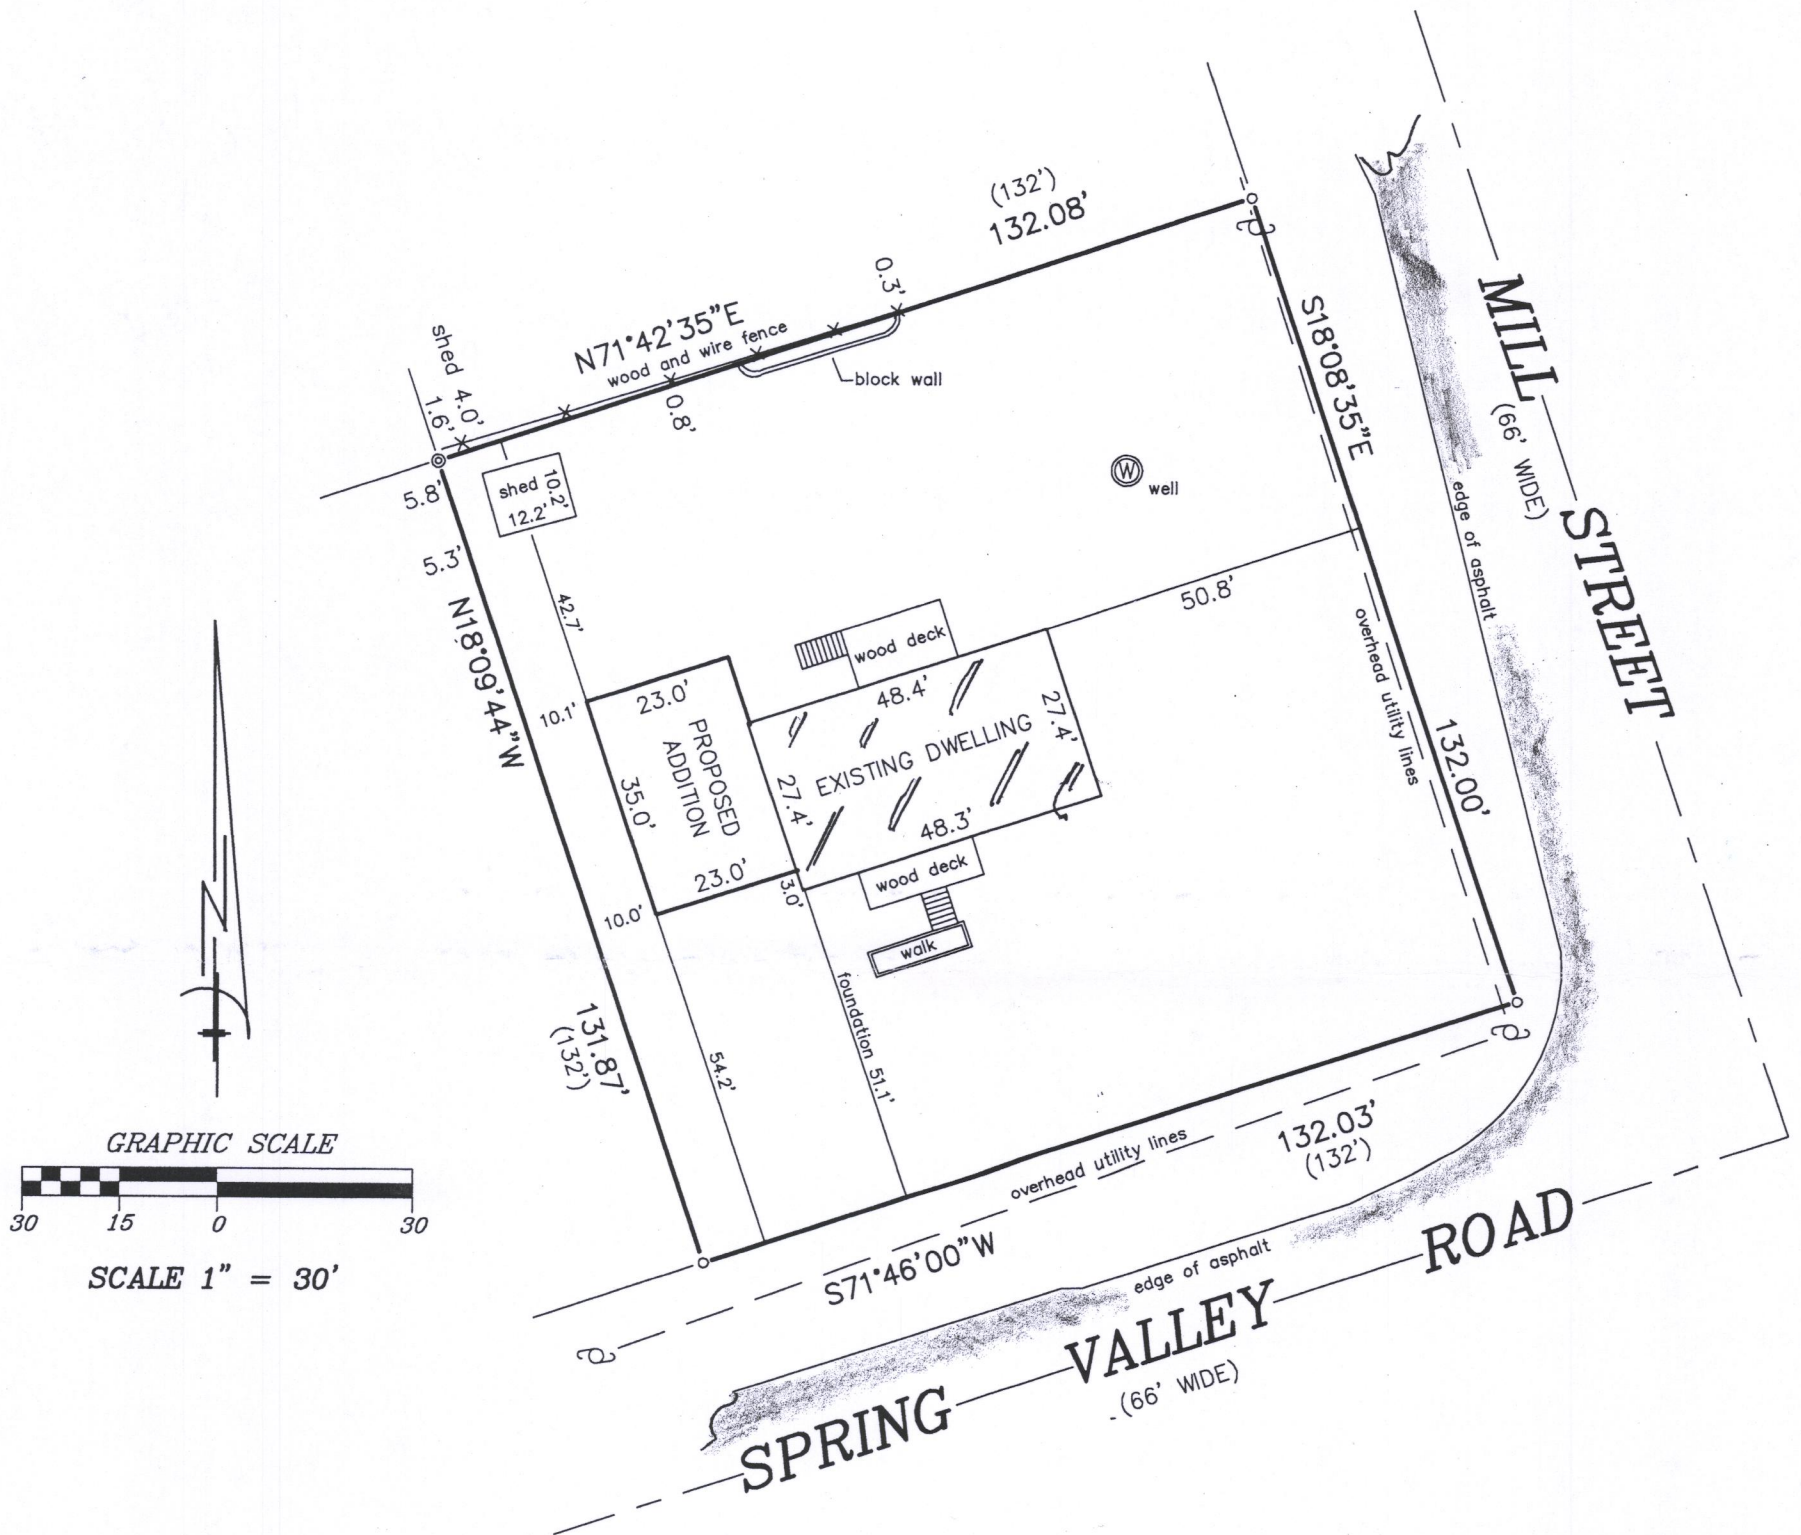 (132')
132.08'
0.3'
N71°42'35"E
wood and wire fence
shed 4.0'
1.6'
0.8'
block wall
5.8'
shed
10.2'
12.2'
5.3'
N18°09'44"W
42.7'
W
well
S18°08'35"E
MILL
(66' WIDE)
STREET
edge of asphalt
50.8'
overhead utility lines
132.00'
wood deck
48.4'
27.4'
EXISTING DWELLING
27.4'
48.3'
10.1'
23.0'
PROPOSED
ADDITION
35.0'
23.0'
3.0'
10.0'
wood deck
walk
foundation 51.1'
54.2'
131.87'
(132')
N
132.03'
(132')
overhead utility lines
S71°46'00"W
edge of asphalt
SPRING VALLEY ROAD
(66' WIDE)
GRAPHIC SCALE
30 15 0 30
SCALE 1" = 30'